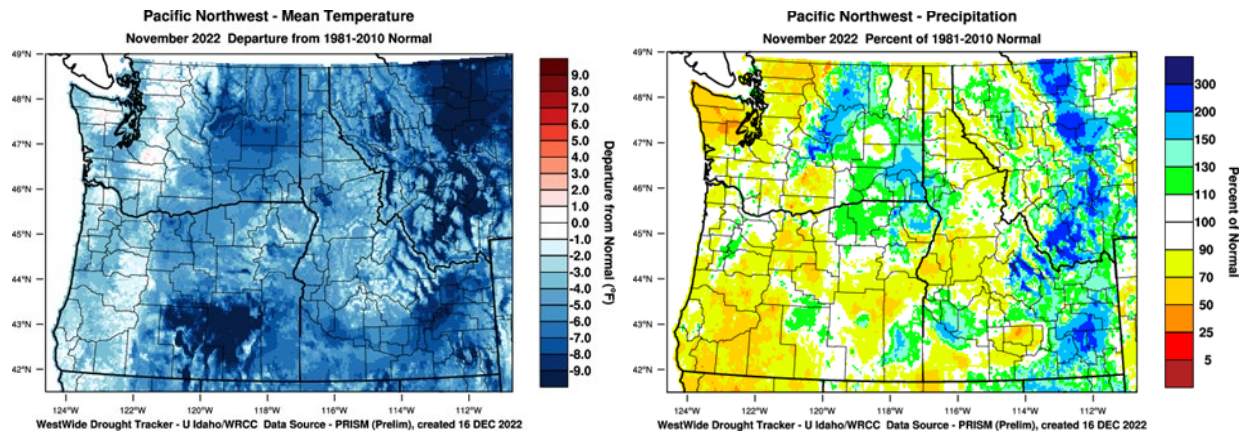 Pacific Northwest - Mean Temperature
November 2022 Departure from 1981-2010 Normal
49°N
48°N
47°N
46°N
45°N
44°N
43°N
42°N
124°W 122°W 120°W 118°W 116°W 114°W 112°W
9.0
8.0
7.0
6.0
5.0
4.0
3.0
2.0
1.0
0.0
-1.0
-2.0
-3.0
-4.0
-5.0
-6.0
-7.0
-8.0
-9.0
Departure from Normal (°F)
WestWide Drought Tracker - U Idaho/WRCC Data Source - PRISM (Prelim), created 16 DEC 2022
Pacific Northwest - Precipitation
November 2022 Percent of 1981-2010 Normal
49°N
48°N
47°N
46°N
45°N
44°N
43°N
42°N
124°W 122°W 120°W 118°W 116°W 114°W 112°W
300
200
150
130
110
100
90
70
50
25
5
Percent of Normal
WestWide Drought Tracker - U Idaho/WRCC Data Source - PRISM (Prelim), created 16 DEC 2022